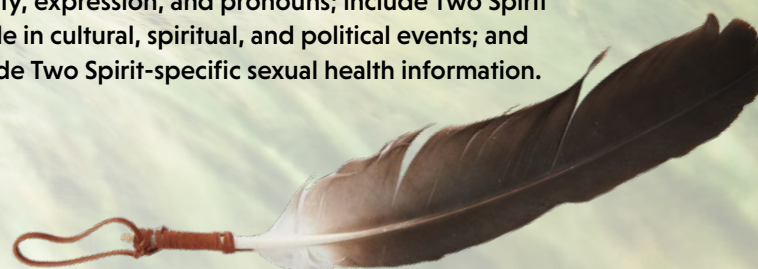 expression, and pronouns; include Two Spirit
in cultural, spiritual, and political events; and
Two Spirit-specific sexual health information.